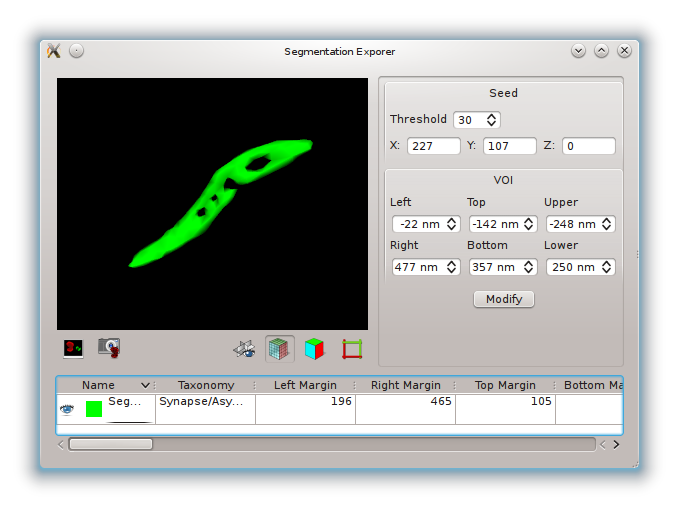 Segmentation Exporer
Seed
Threshold 30
X: 227 Y: 107 Z: 0
VOI
Left Top Upper
-22 nm -142 nm -248 nm
Right Bottom Lower
477 nm 357 nm 250 nm
Modify
Name Taxonomy Left Margin Right Margin Top Margin Bottom Ma
Seg... Synapse/Asy... 196 465 105